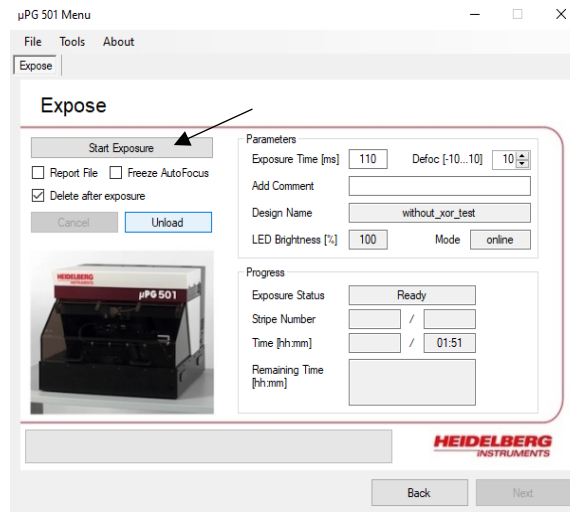 µPG 501 Menu
File Tools About
Expose
Expose
Start Exposure
Report File Freeze AutoFocus
Delete after exposure
Cancel Unload
HEIDELBERG
INSTRUMENTS
µPG 501
Parameters
Exposure Time [ms] 110 Defoc [-10...10] 10
Add Comment
Design Name without_xor_test
LED Brightness [%] 100 Mode online
Progress
Exposure Status Ready
Stripe Number /
Time [hh:mm] / 01:51
Remaining Time
[hh:mm]
HEIDELBERG
INSTRUMENTS
Back Next